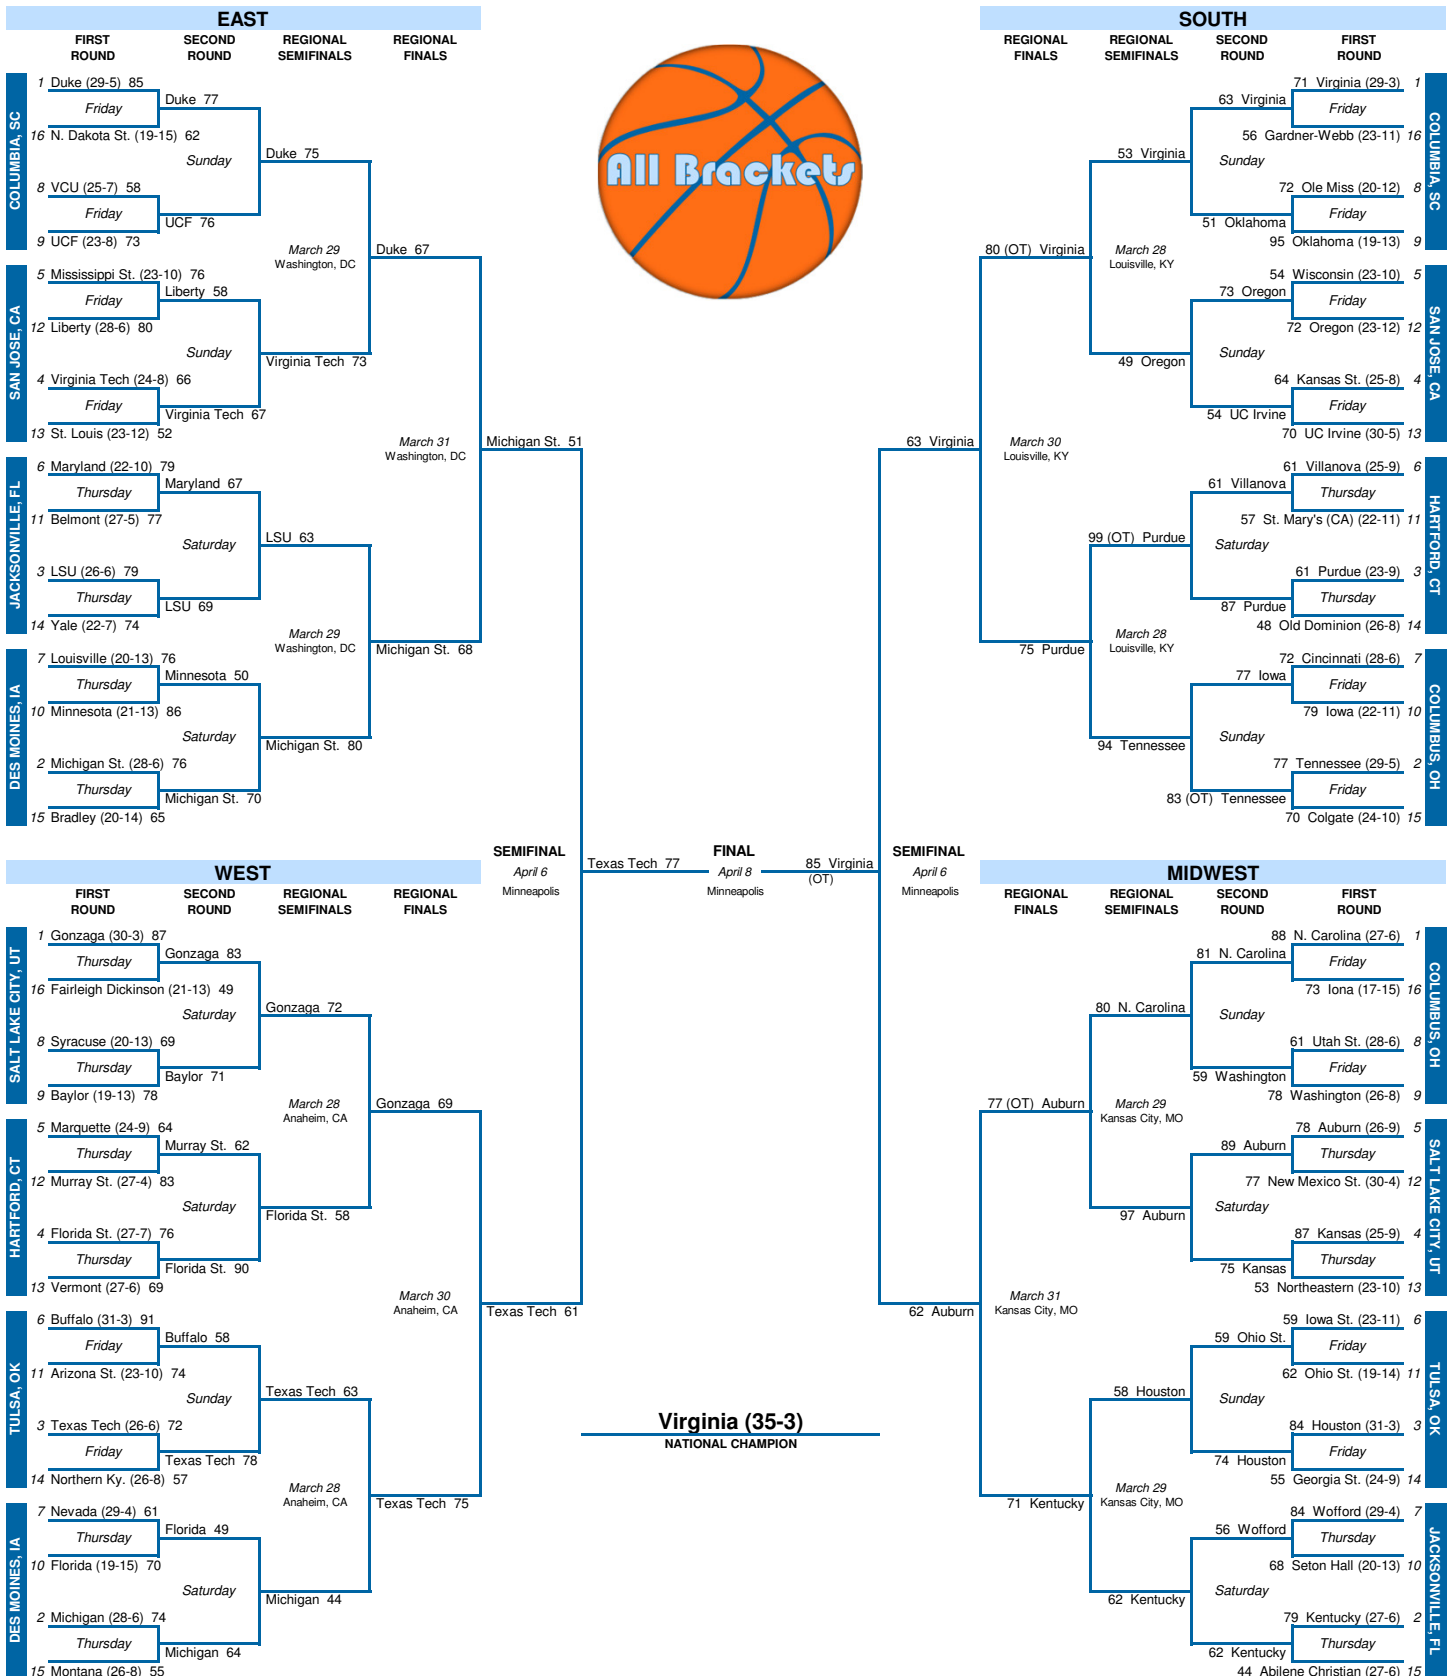 EAST
FIRST ROUND
SECOND ROUND
REGIONAL SEMIFINALS
REGIONAL FINALS
COLUMBIA, SC
1 Duke (29-5) 85
Friday
16 N. Dakota St. (19-15) 62
Duke 77
Sunday
8 VCU (25-7) 58
Friday
9 UCF (23-8) 73
UCF 76
Duke 75
SAN JOSE, CA
5 Mississippi St. (23-10) 76
Friday
12 Liberty (28-6) 80
Liberty 58
Sunday
4 Virginia Tech (24-8) 66
Friday
13 St. Louis (23-12) 52
Virginia Tech 67
Virginia Tech 73
March 29
Washington, DC
Duke 67
JACKSONVILLE, FL
6 Maryland (22-10) 79
Thursday
11 Belmont (27-5) 77
Maryland 67
Saturday
3 LSU (26-6) 79
Thursday
14 Yale (22-7) 74
LSU 69
LSU 63
DES MOINES, IA
7 Louisville (20-13) 76
Thursday
10 Minnesota (21-13) 86
Minnesota 50
Saturday
2 Michigan St. (28-6) 76
Thursday
15 Bradley (20-14) 65
Michigan St. 70
Michigan St. 80
March 29
Washington, DC
Michigan St. 68
March 31
Washington, DC
Michigan St. 51
All Brackets
SOUTH
REGIONAL FINALS
REGIONAL SEMIFINALS
SECOND ROUND
FIRST ROUND
COLUMBIA, SC
71 Virginia (29-3) 1
Friday
56 Gardner-Webb (23-11) 16
63 Virginia
Sunday
72 Ole Miss (20-12) 8
Friday
95 Oklahoma (19-13) 9
51 Oklahoma
53 Virginia
SAN JOSE, CA
54 Wisconsin (23-10) 5
Friday
72 Oregon (23-12) 12
73 Oregon
Sunday
64 Kansas St. (25-8) 4
Friday
70 UC Irvine (30-5) 13
54 UC Irvine
49 Oregon
March 28
Louisville, KY
80 (OT) Virginia
HARTFORD, CT
61 Villanova (25-9) 6
Thursday
57 St. Mary's (CA) (22-11) 11
61 Villanova
Saturday
61 Purdue (23-9) 3
Thursday
48 Old Dominion (26-8) 14
87 Purdue
99 (OT) Purdue
COLUMBUS, OH
72 Cincinnati (28-6) 7
Friday
79 Iowa (22-11) 10
77 Iowa
Sunday
77 Tennessee (29-5) 2
Friday
70 Colgate (24-10) 15
83 (OT) Tennessee
94 Tennessee
March 28
Louisville, KY
75 Purdue
March 30
Louisville, KY
63 Virginia
SEMIFINAL
April 6
Minneapolis
Texas Tech 77
FINAL
April 8
Minneapolis
85 Virginia
(OT)
SEMIFINAL
April 6
Minneapolis
WEST
FIRST ROUND
SECOND ROUND
REGIONAL SEMIFINALS
REGIONAL FINALS
SALT LAKE CITY, UT
1 Gonzaga (30-3) 87
Thursday
16 Fairleigh Dickinson (21-13) 49
Gonzaga 83
Saturday
8 Syracuse (20-13) 69
Thursday
9 Baylor (19-13) 78
Baylor 71
Gonzaga 72
HARTFORD, CT
5 Marquette (24-9) 64
Thursday
12 Murray St. (27-4) 83
Murray St. 62
Saturday
4 Florida St. (27-7) 76
Thursday
13 Vermont (27-6) 69
Florida St. 90
Florida St. 58
March 28
Anaheim, CA
Gonzaga 69
TULSA, OK
6 Buffalo (31-3) 91
Friday
11 Arizona St. (23-10) 74
Buffalo 58
Sunday
3 Texas Tech (26-6) 72
Friday
14 Northern Ky. (26-8) 57
Texas Tech 78
Texas Tech 63
DES MOINES, IA
7 Nevada (29-4) 61
Thursday
10 Florida (19-15) 70
Florida 49
Saturday
2 Michigan (28-6) 74
Thursday
15 Montana (26-8) 55
Michigan 64
Michigan 44
March 28
Anaheim, CA
Texas Tech 75
March 30
Anaheim, CA
Texas Tech 61
Virginia (35-3)
NATIONAL CHAMPION
MIDWEST
REGIONAL FINALS
REGIONAL SEMIFINALS
SECOND ROUND
FIRST ROUND
COLUMBUS, OH
88 N. Carolina (27-6) 1
Friday
73 Iona (17-15) 16
81 N. Carolina
Sunday
61 Utah St. (28-6) 8
Friday
78 Washington (26-8) 9
59 Washington
80 N. Carolina
SALT LAKE CITY, UT
78 Auburn (26-9) 5
Thursday
77 New Mexico St. (30-4) 12
89 Auburn
Saturday
87 Kansas (25-9) 4
Thursday
53 Northeastern (23-10) 13
75 Kansas
97 Auburn
March 29
Kansas City, MO
77 (OT) Auburn
TULSA, OK
59 Iowa St. (23-11) 6
Friday
62 Ohio St. (19-14) 11
59 Ohio St.
Sunday
84 Houston (31-3) 3
Friday
55 Georgia St. (24-9) 14
74 Houston
58 Houston
JACKSONVILLE, FL
84 Wofford (29-4) 7
Thursday
68 Seton Hall (20-13) 10
56 Wofford
Saturday
79 Kentucky (27-6) 2
Thursday
44 Abilene Christian (27-6) 15
62 Kentucky
62 Kentucky
March 29
Kansas City, MO
71 Kentucky
March 31
Kansas City, MO
62 Auburn